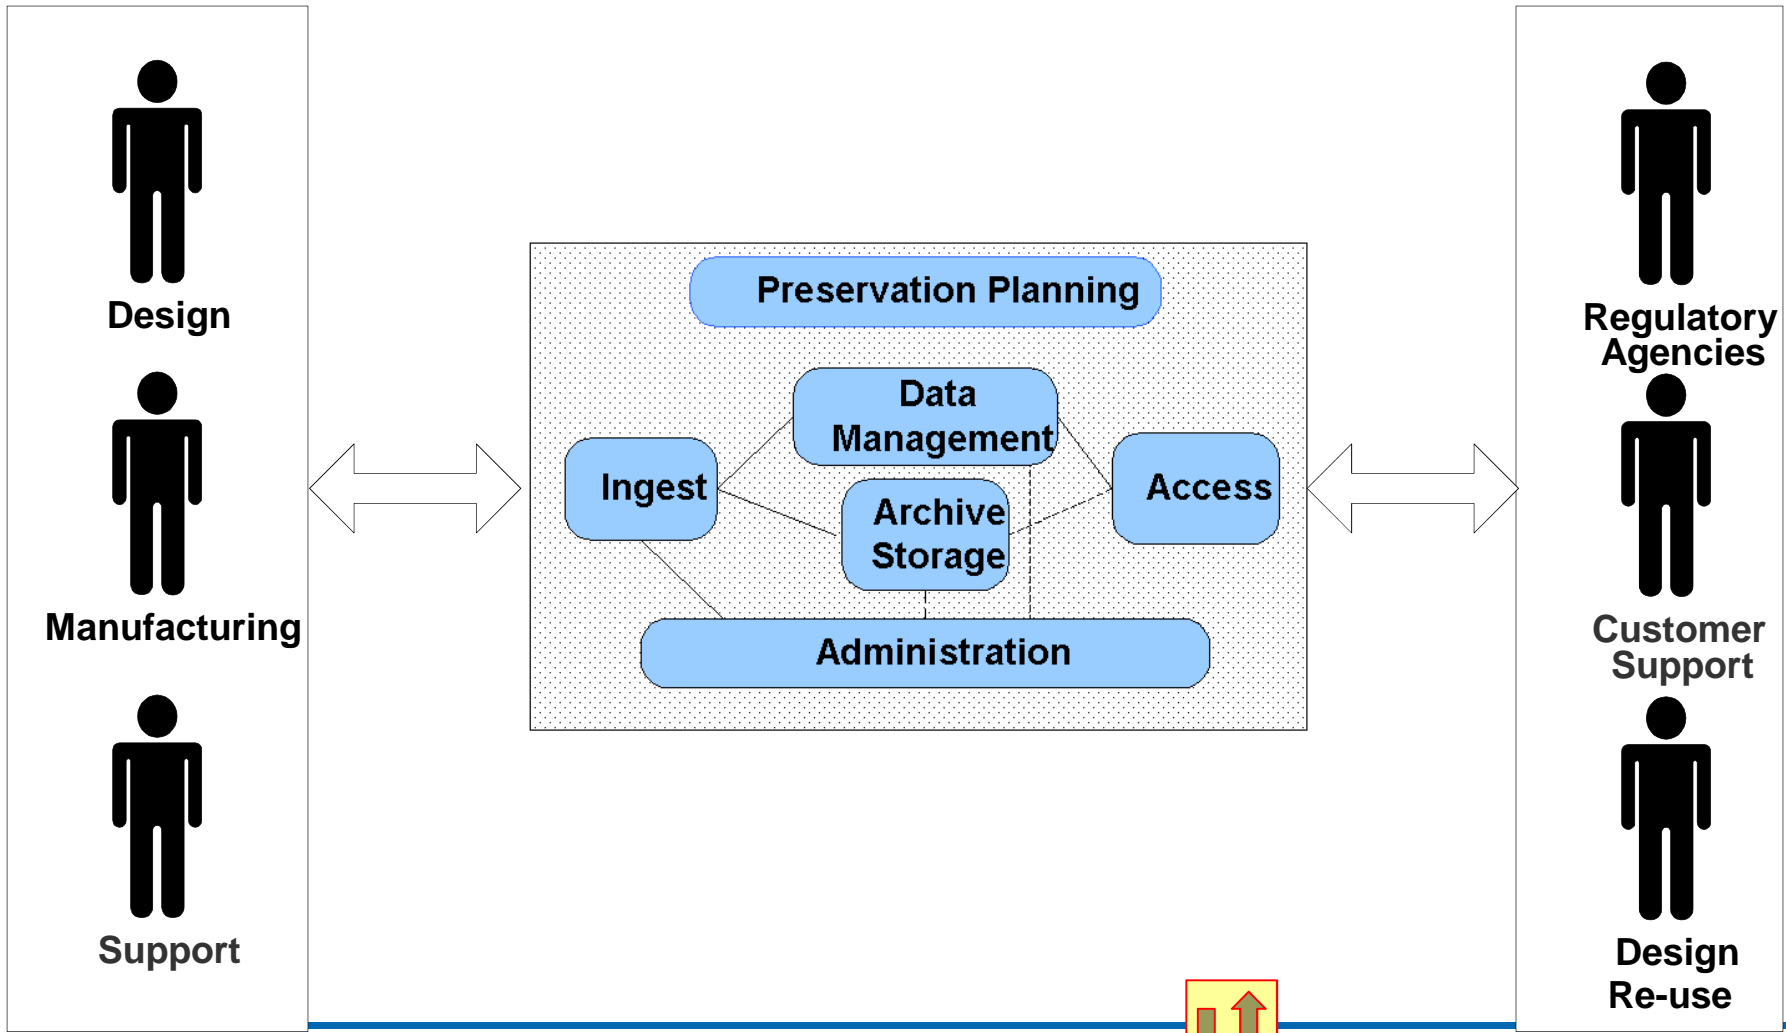 Design
Manufacturing
Support
Preservation Planning
Data
Management
Ingest
Archive
Storage
Access
Administration
Regulatory
Agencies
Customer
Support
Design
Re-use